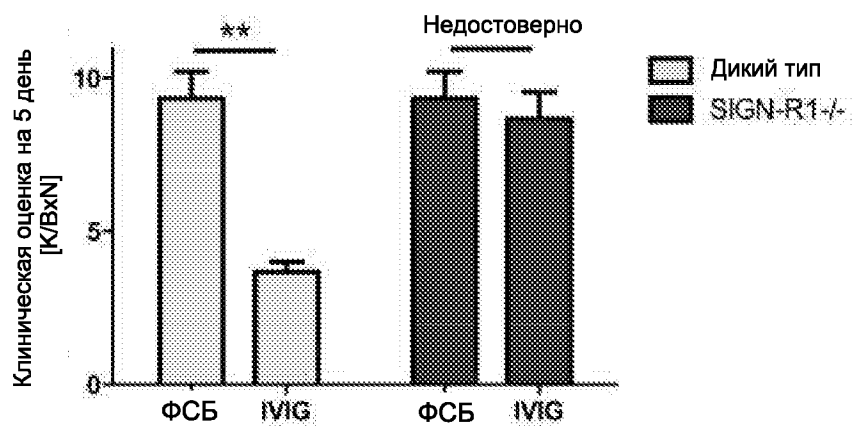 **
Недостоверно
Дикий тип
SIGN-R1-/-
Клиническая оценка на 5 день
[K/BxN]
10
5
0
ФСБ
IVIG
ФСБ
IVIG